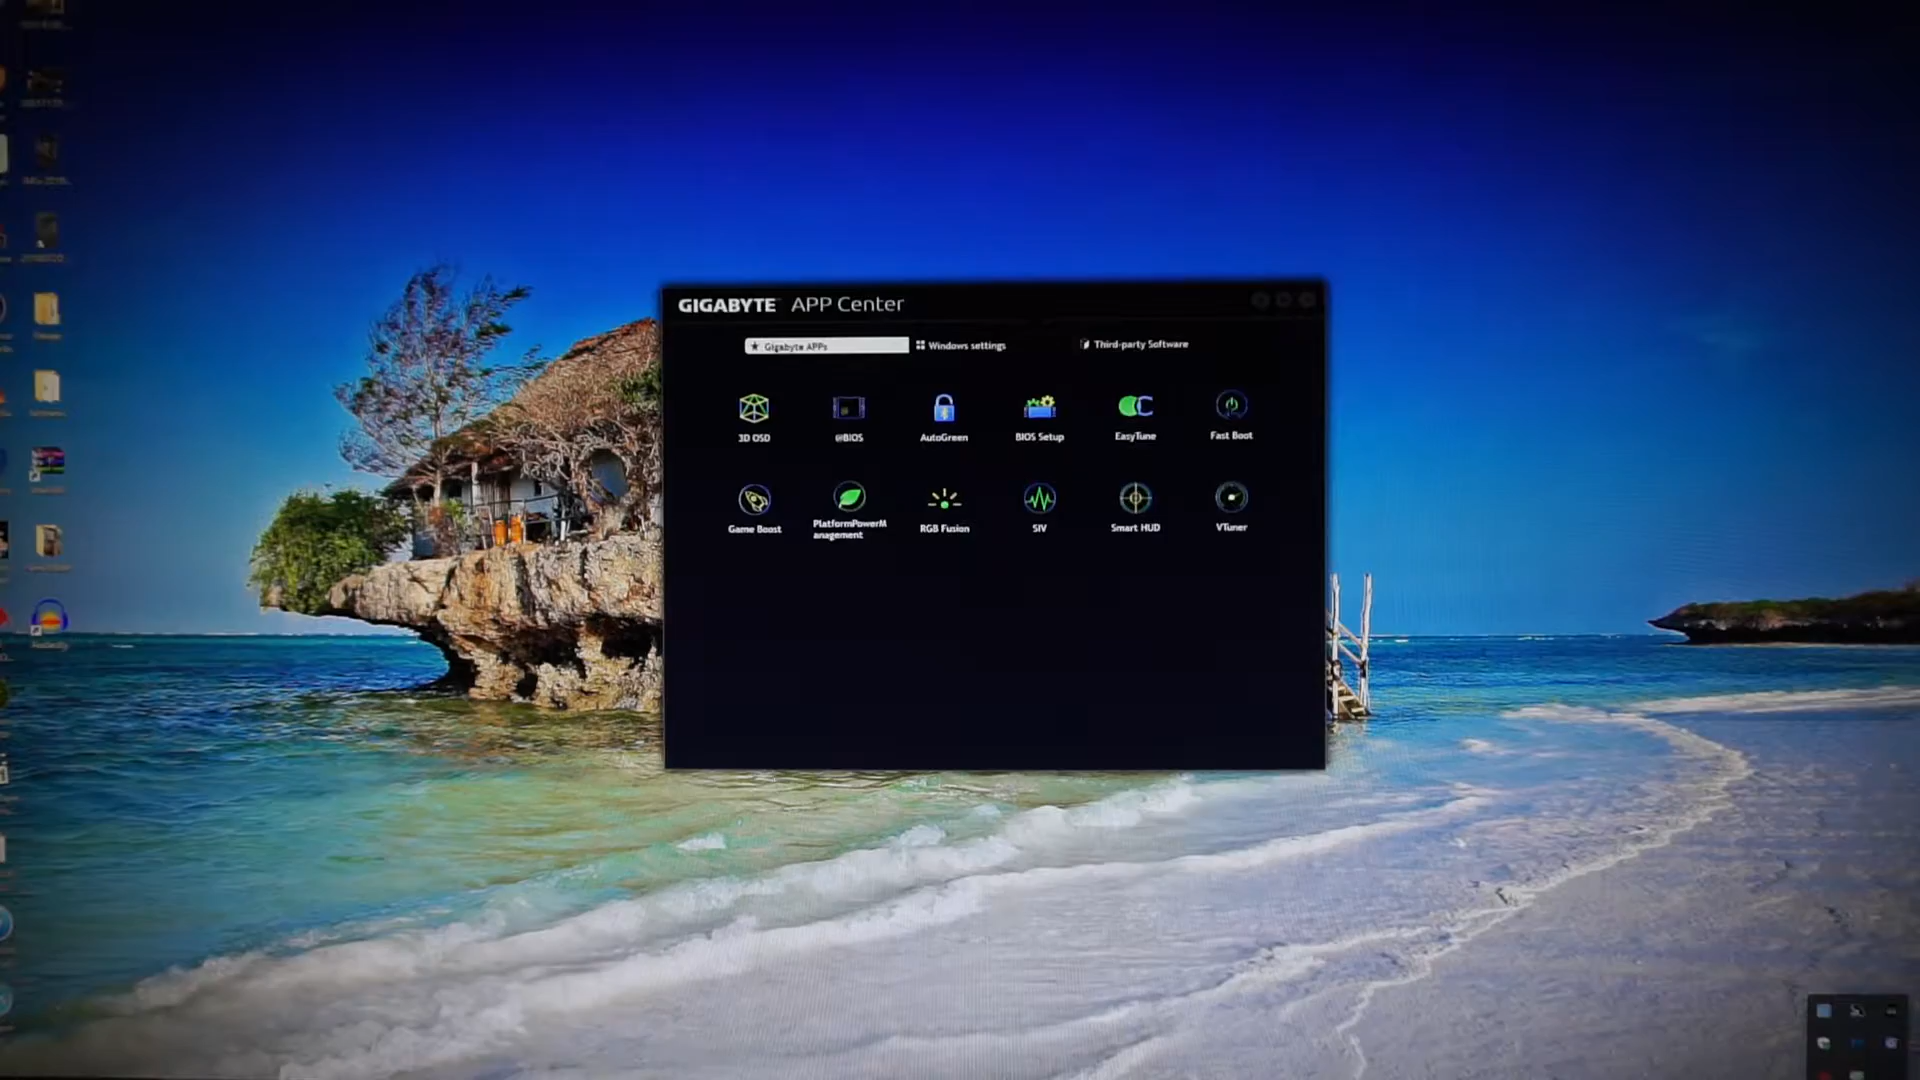 GIGABYTE APP Center
Gigabyte APPs
Windows settings
Third-party Software
3D OSD
@BIOS
AutoGreen
BIOS Setup
EasyTune
Fast Boot
Game Boost
PlatformPowerM
anagement
RGB Fusion
SIV
Smart HUD
VTuner
Audacity